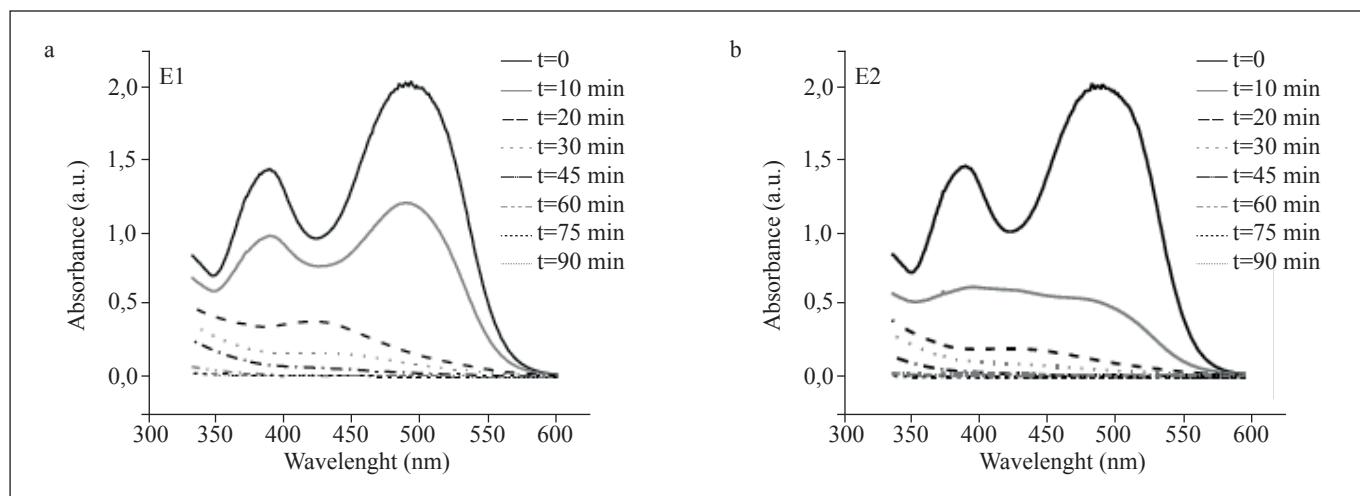 a
E1
t=0
t=10 min
t=20 min
t=30 min
t=45 min
t=60 min
t=75 min
t=90 min
2,0
1,5
1,0
0,5
0,0
Absorbance (a.u.)
300 350 400 450 500 550 600
Wavelenght (nm)
b
E2
t=0
t=10 min
t=20 min
t=30 min
t=45 min
t=60 min
t=75 min
t=90 min
2,0
1,5
1,0
0,5
0,0
Absorbance (a.u.)
300 350 400 450 500 550 600
Wavelenght (nm)